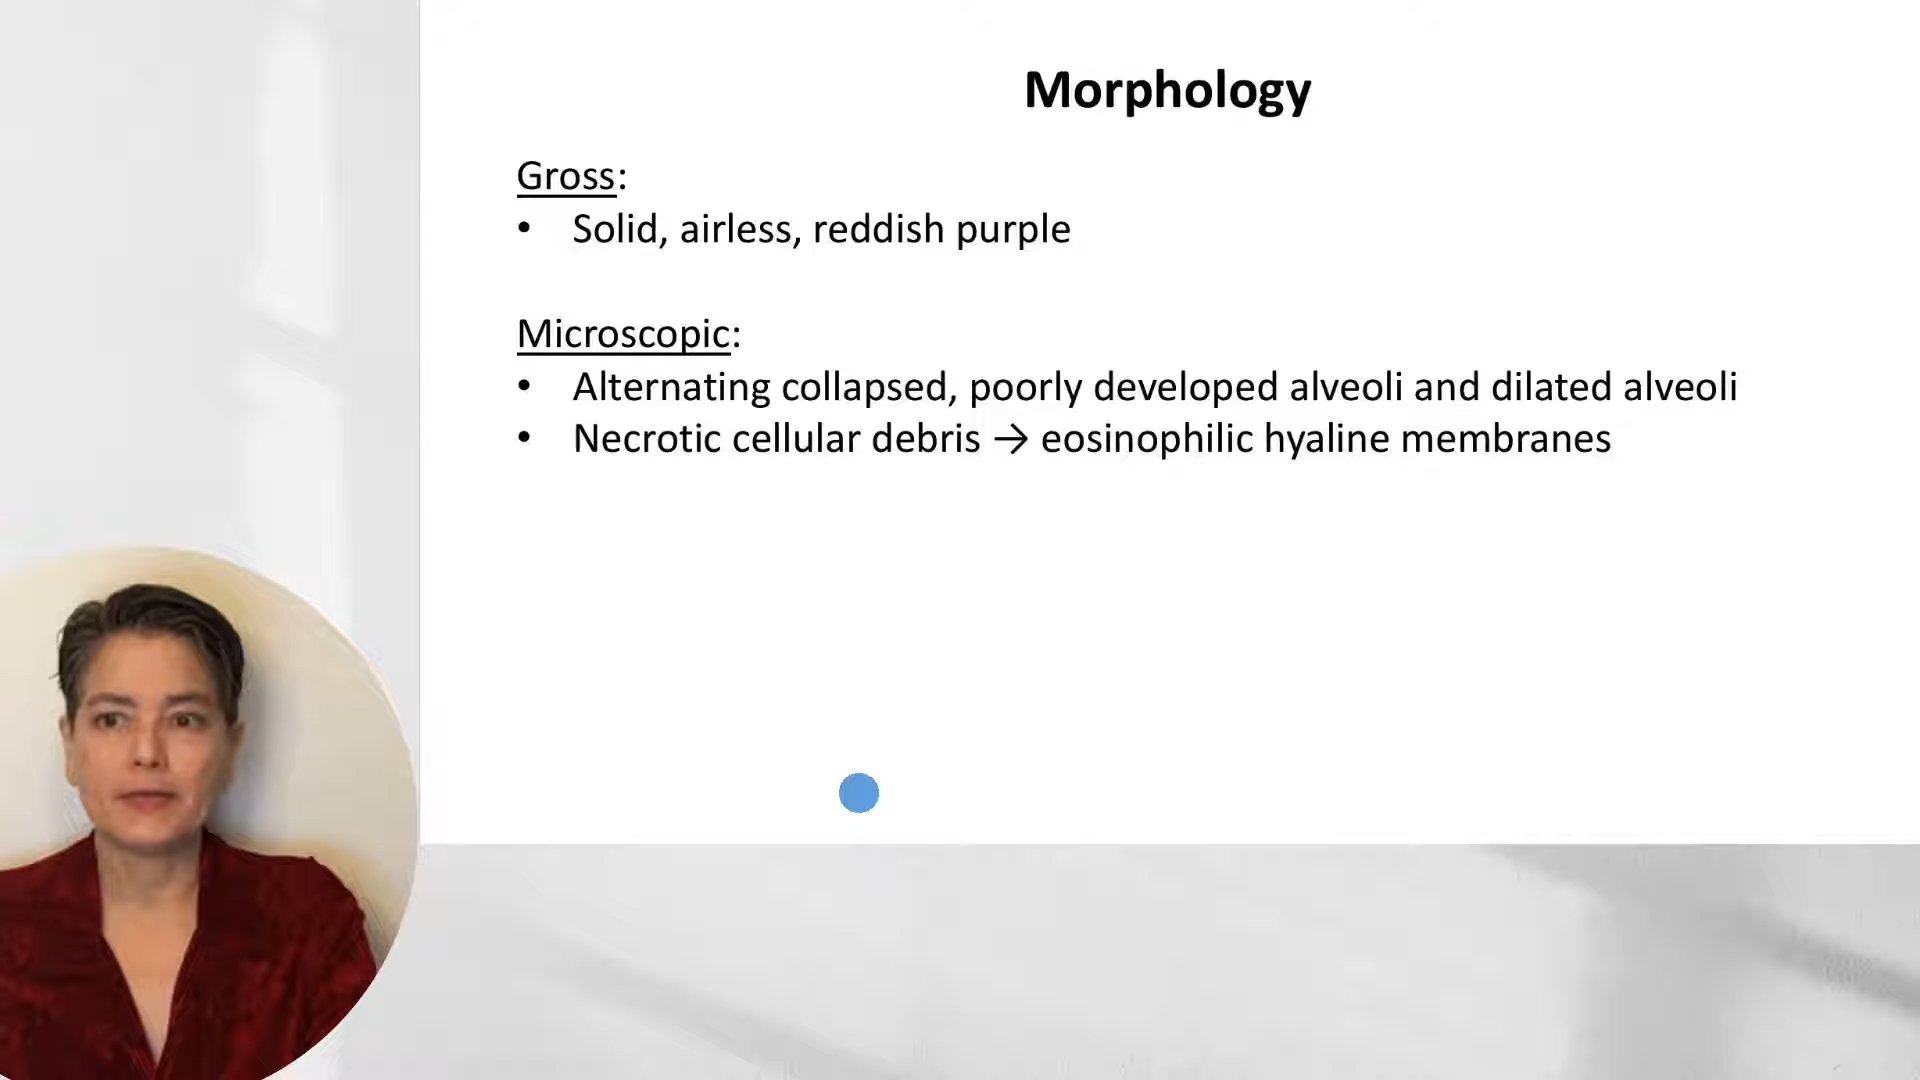 Morphology
Gross:
• Solid, airless, reddish purple
Microscopic:
• Alternating collapsed, poorly developed alveoli and dilated alveoli
• Necrotic cellular debris → eosinophilic hyaline membranes